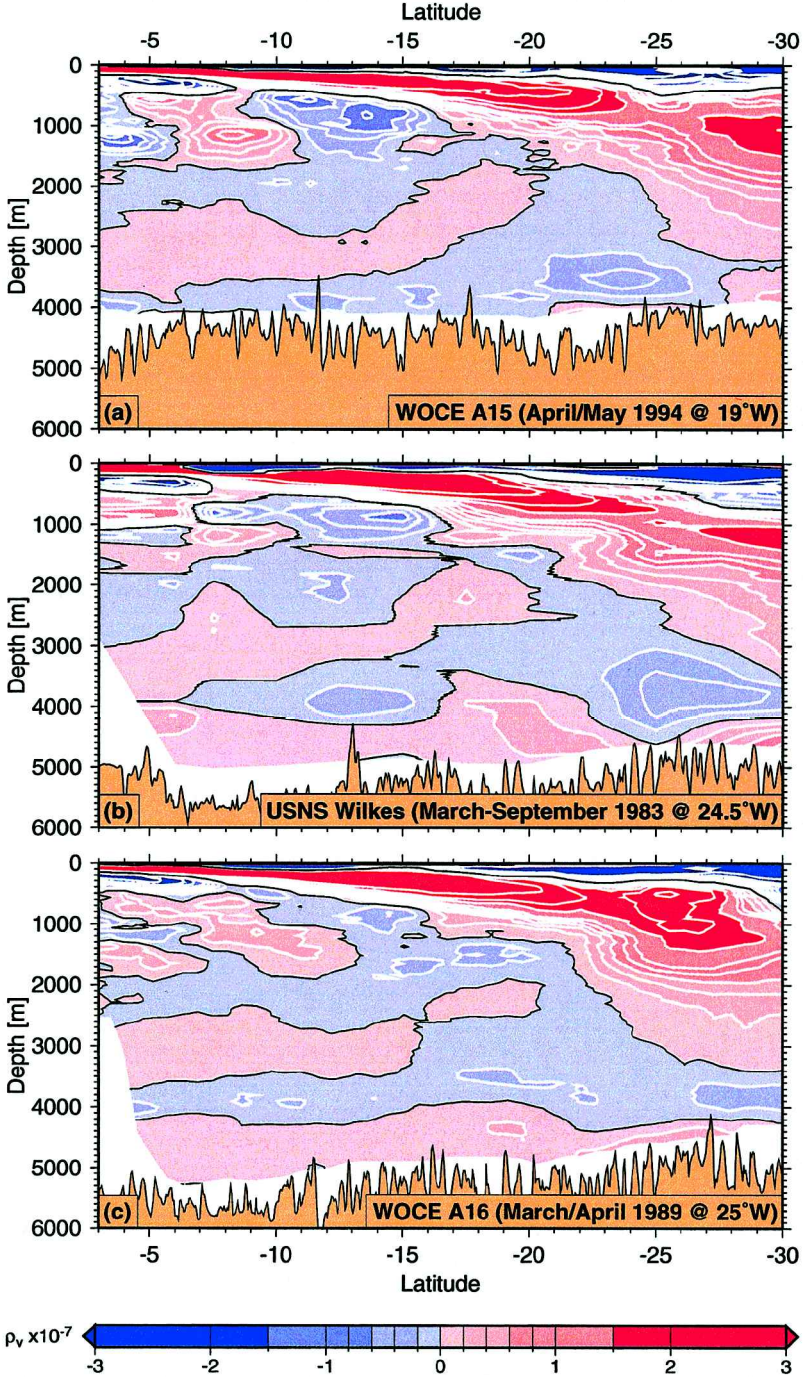 Latitude
-5 -10 -15 -20 -25 -30
0
1000
2000
3000
4000
5000
6000
Depth [m]
(a) WOCE A15 (April/May 1994 @ 19°W)
0
1000
2000
3000
4000
5000
6000
Depth [m]
(b) USNS Wilkes (March-September 1983 @ 24.5°W)
0
1000
2000
3000
4000
5000
6000
Depth [m]
(c) WOCE A16 (March/April 1989 @ 25°W)
-5 -10 -15 -20 -25 -30
Latitude
ρv x10-7
-3 -2 -1 0 1 2 3